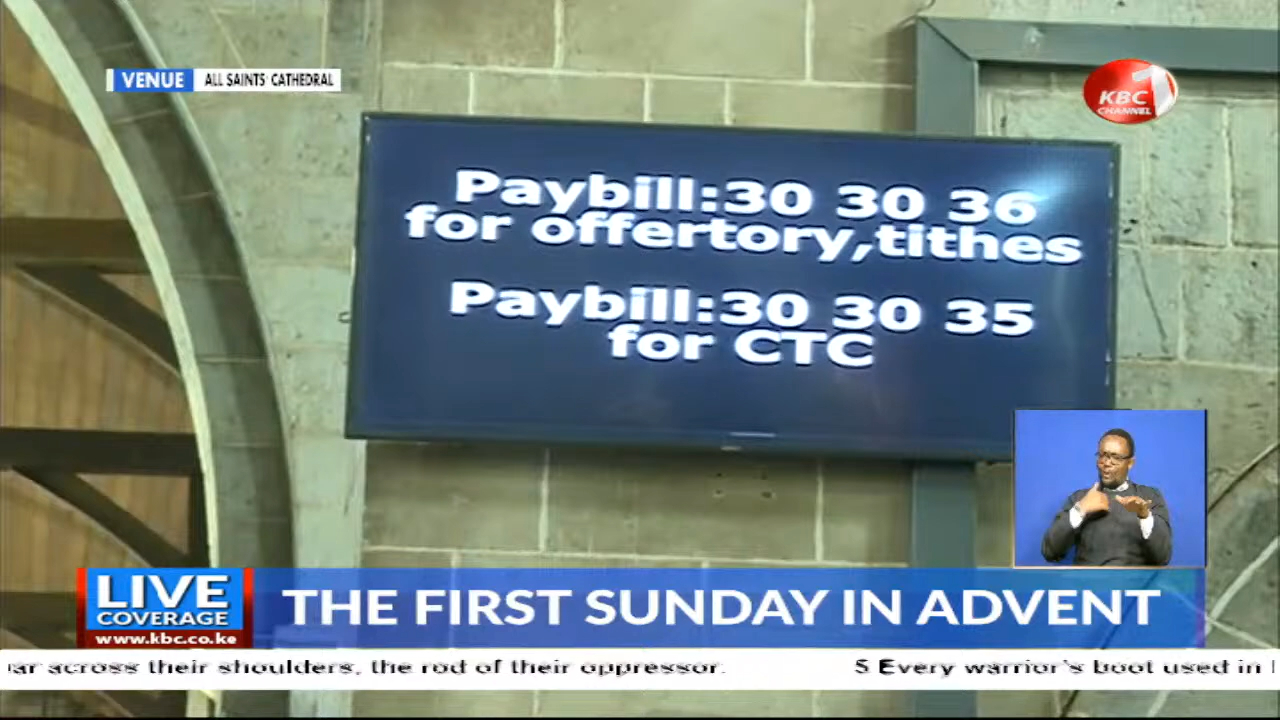 VENUE ALL SAINTS' CATHEDRAL
KBC 1
CHANNEL
Paybill:30 30 36
for offertory,tithes
Paybill:30 30 35
for CTC
LIVE
COVERAGE
www.kbc.co.ke
THE FIRST SUNDAY IN ADVENT
across their shoulders, the rod of their oppressor. 5 Every warrior's boot used in